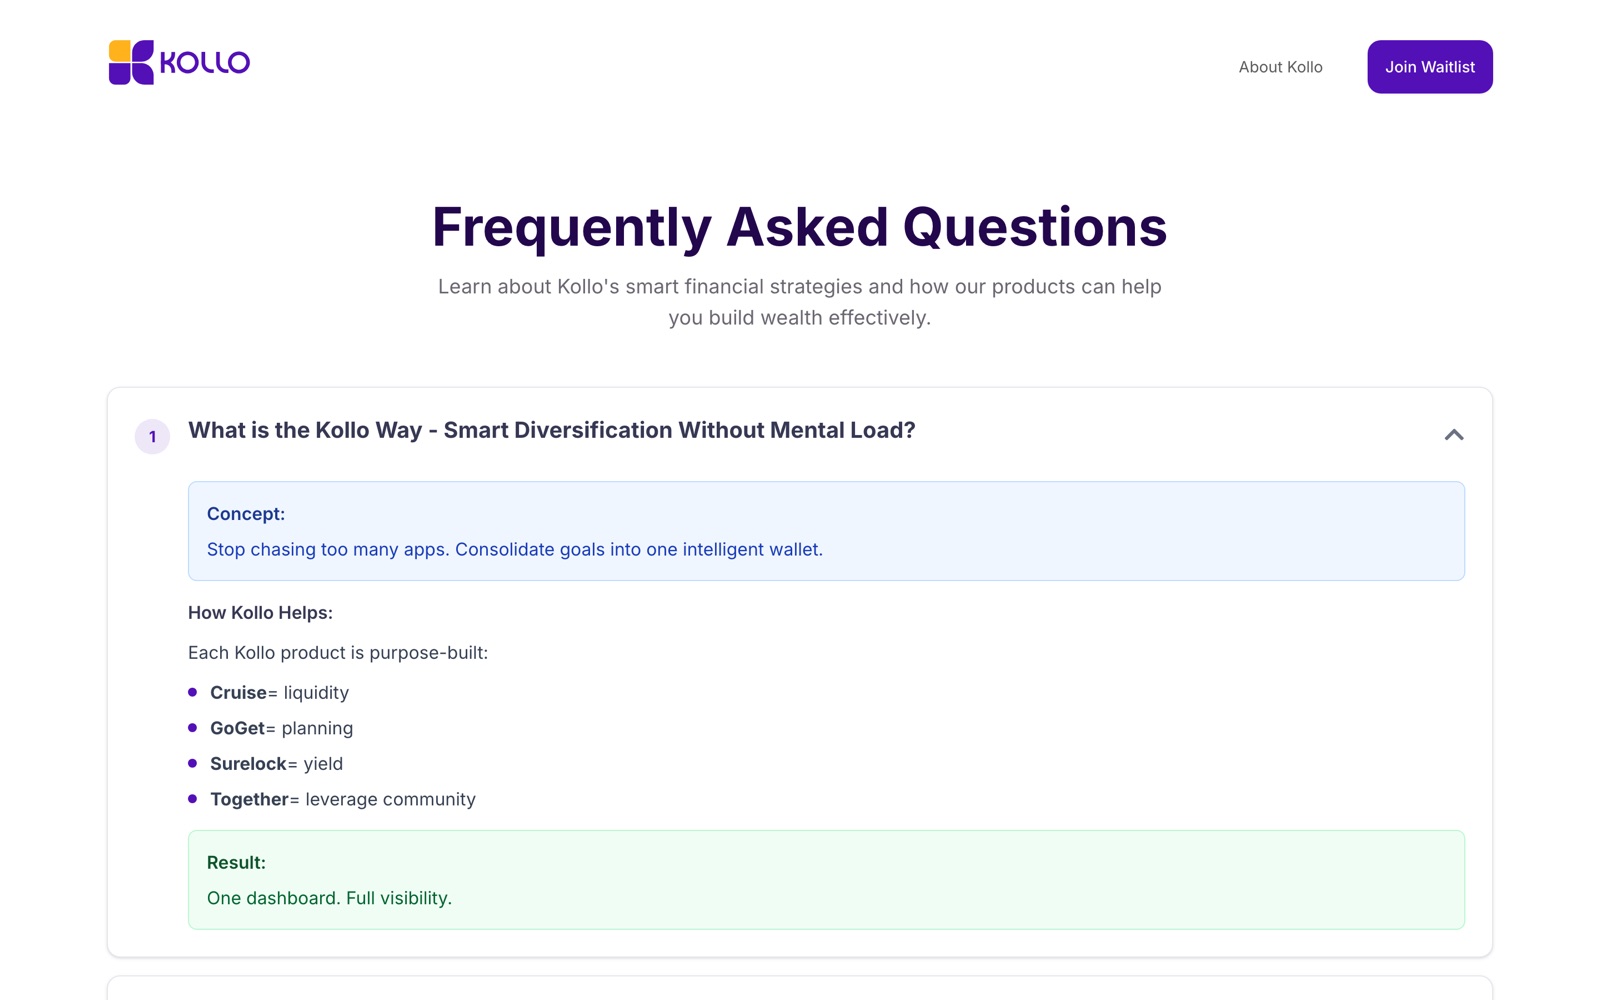 KOLLO
About Kollo
Join Waitlist
Frequently Asked Questions
Learn about Kollo's smart financial strategies and how our products can help
you build wealth effectively.
1
What is the Kollo Way - Smart Diversification Without Mental Load?
Concept:
Stop chasing too many apps. Consolidate goals into one intelligent wallet.
How Kollo Helps:
Each Kollo product is purpose-built:
Cruise= liquidity
GoGet= planning
Surelock= yield
Together= leverage community
Result:
One dashboard. Full visibility.